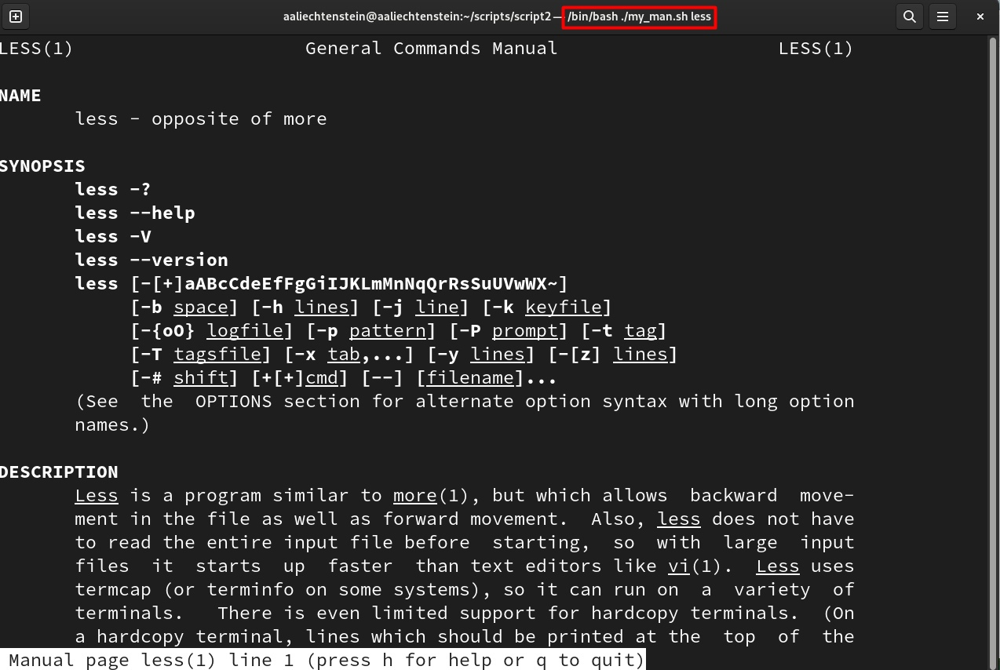 aaliechtenstein@aaliechtenstein:~/scripts/script2 — /bin/bash ./my_man.sh less
LESS(1) General Commands Manual LESS(1)
NAME
less - opposite of more
SYNOPSIS
less -?
less --help
less -V
less --version
less [-[+]aABcCdeEfFgGiIJKLmMnNqQrRsSuUVwWX~]
[-b space] [-h lines] [-j line] [-k keyfile]
[-{oO} logfile] [-p pattern] [-P prompt] [-t tag]
[-T tagsfile] [-x tab,...] [-y lines] [-[z] lines]
[-# shift] [+[+]cmd] [--] [filename]...
(See the OPTIONS section for alternate option syntax with long option
names.)
DESCRIPTION
Less is a program similar to more(1), but which allows backward move-
ment in the file as well as forward movement. Also, less does not have
to read the entire input file before starting, so with large input
files it starts up faster than text editors like vi(1). Less uses
termcap (or terminfo on some systems), so it can run on a variety of
terminals. There is even limited support for hardcopy terminals. (On
a hardcopy terminal, lines which should be printed at the top of the
Manual page less(1) line 1 (press h for help or q to quit)